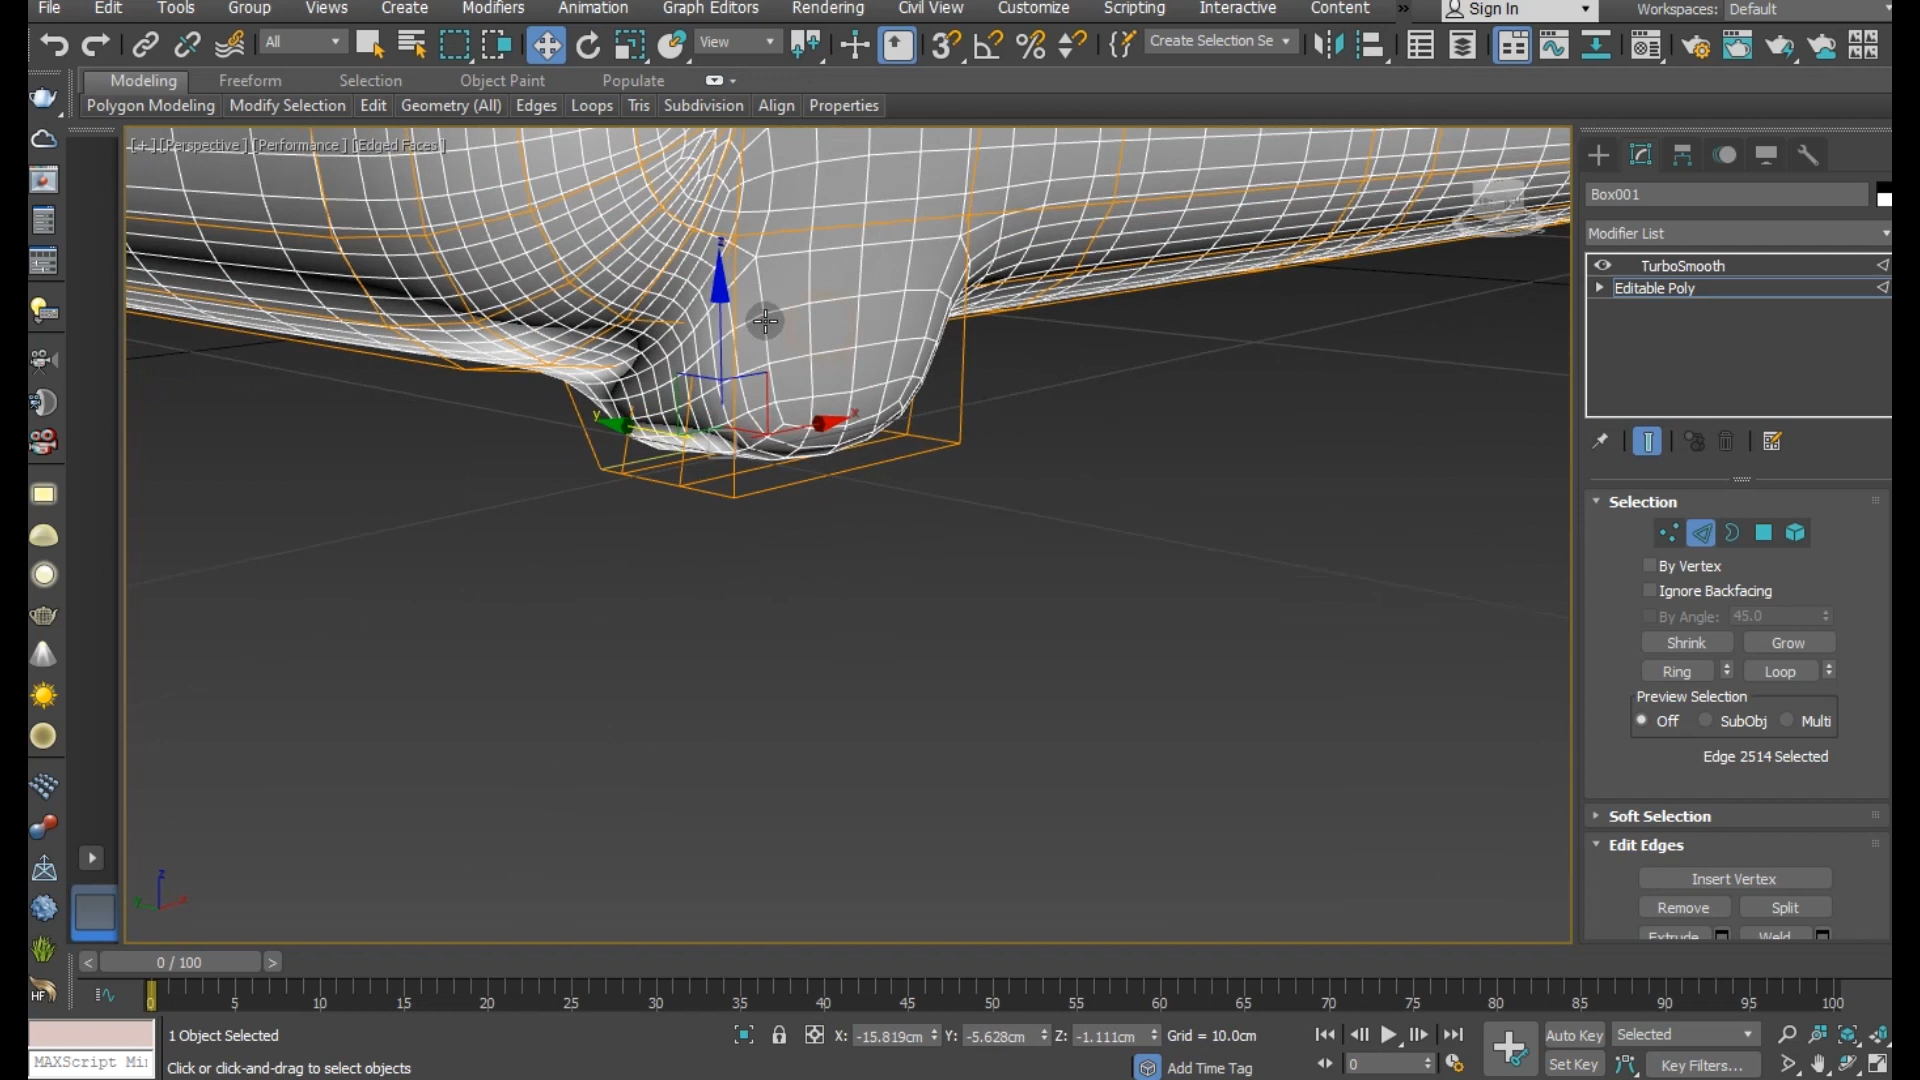 File Edit Tools Group Views Create Modifiers Animation Graph Editors Rendering Civil View Customize Scripting Interactive Content » Sign In Workspaces: Default
All View Create Selection Se
Modeling Freeform Selection Object Paint Populate
Polygon Modeling Modify Selection Edit Geometry (All) Edges Loops Tris Subdivision Align Properties
[+][Perspective][Performance][Edged Faces]
Box001
Modifier List
TurboSmooth
Editable Poly
z
y x
Selection
By Vertex
Ignore Backfacing
By Angle: 45.0
Shrink Grow
Ring Loop
Preview Selection
Off SubObj Multi
Edge 2514 Selected
Soft Selection
Edit Edges
Insert Vertex
Remove Split
Extrude Weld
z
HF
< 0 / 100 >
0 5 10 15 20 25 30 35 40 45 50 55 60 65 70 75 80 85 90 95 100
1 Object Selected X: -15.819cm Y: -5.628cm Z: -1.111cm Grid = 10.0cm Auto Key Selected
MAXScript Mi Click or click-and-drag to select objects Add Time Tag 0 Set Key Key Filters...